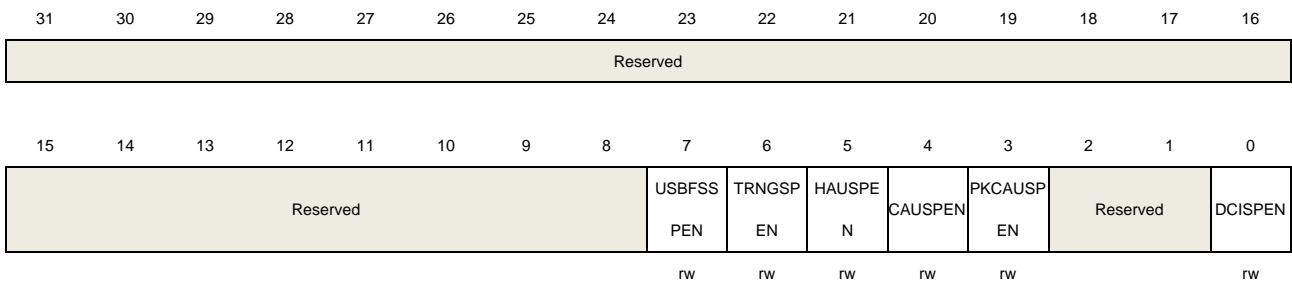 31 30 29 28 27 26 25 24 23 22 21 20 19 18 17 16
Reserved
15 14 13 12 11 10 9 8 7 6 5 4 3 2 1 0
Reserved USBFSS TRNGSP HAUSPE CAUSPEN PKCAUSP Reserved DCISPEN
PEN EN N EN
rw rw rw rw rw rw